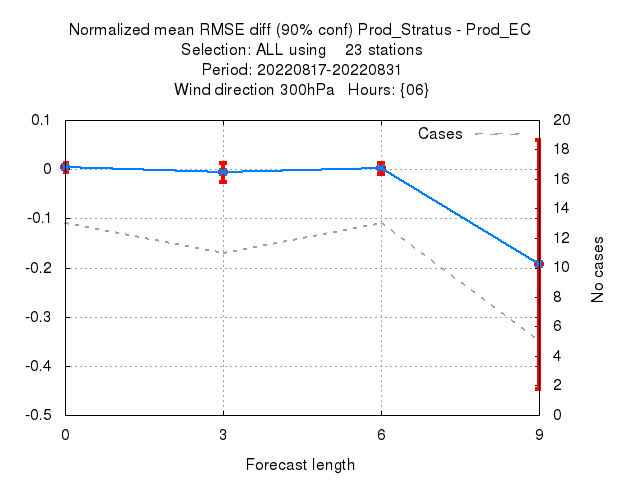 Normalized mean RMSE diff (90% conf) Prod_Stratus - Prod_EC
Selection: ALL using    23 stations
Period: 20220817-20220831
Wind direction 300hPa   Hours: {06}
Cases
0.1
0
-0.1
-0.2
-0.3
-0.4
-0.5
20
18
16
14
12
10
8
6
4
2
0
No cases
0 3 6 9
Forecast length